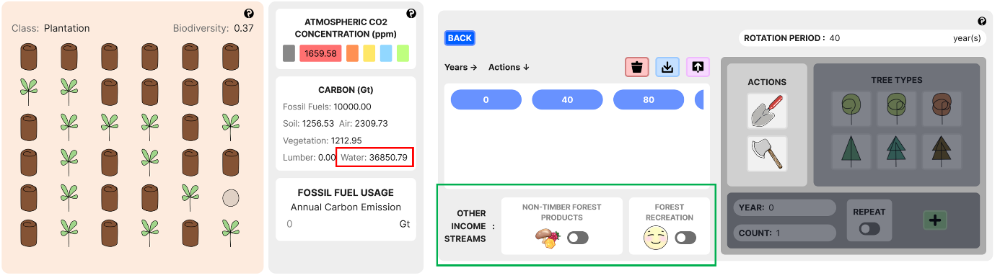 Class: Plantation
Biodiversity: 0.37
?
ATMOSPHERIC CO2
CONCENTRATION (ppm)
?
1659.58
CARBON (Gt)
Fossil Fuels: 10000.00
Soil: 1256.53 Air: 2309.73
Vegetation: 1212.95
Lumber: 0.00 Water: 36850.79
FOSSIL FUEL USAGE
Annual Carbon Emission
0 Gt
?
BACK
ROTATION PERIOD : 40 year(s)
Years → Actions ↓
0 40 80
OTHER
INCOME :
STREAMS
NON-TIMBER FOREST
PRODUCTS
FOREST
RECREATION
ACTIONS
TREE TYPES
YEAR: 0
COUNT: 1
REPEAT
+